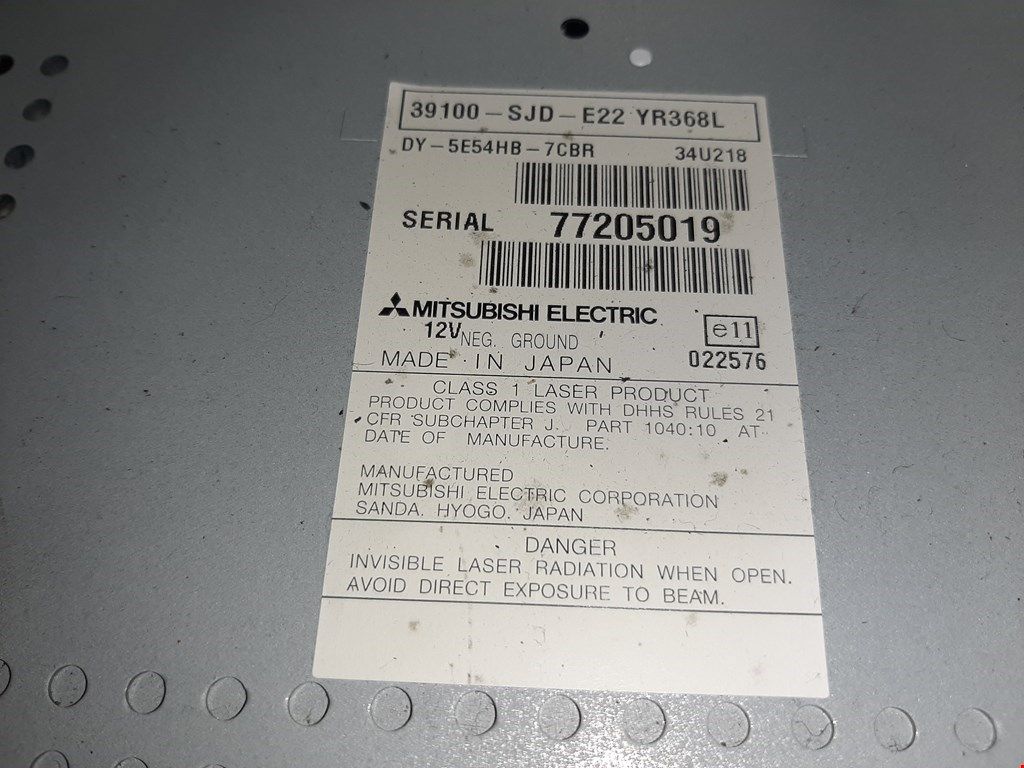 39100-SJD-E22 YR368L
DY-5E54HB-7CBR 34U218
SERIAL 77205019
MITSUBISHI ELECTRIC
12V NEG. GROUND e11
MADE IN JAPAN 022576
CLASS 1 LASER PRODUCT
PRODUCT COMPLIES WITH DHHS RULES 21
CFR SUBCHAPTER J. PART 1040:10 AT
DATE OF MANUFACTURE.
MANUFACTURED
MITSUBISHI ELECTRIC CORPORATION
SANDA. HYOGO. JAPAN
DANGER
INVISIBLE LASER RADIATION WHEN OPEN.
AVOID DIRECT EXPOSURE TO BEAM.